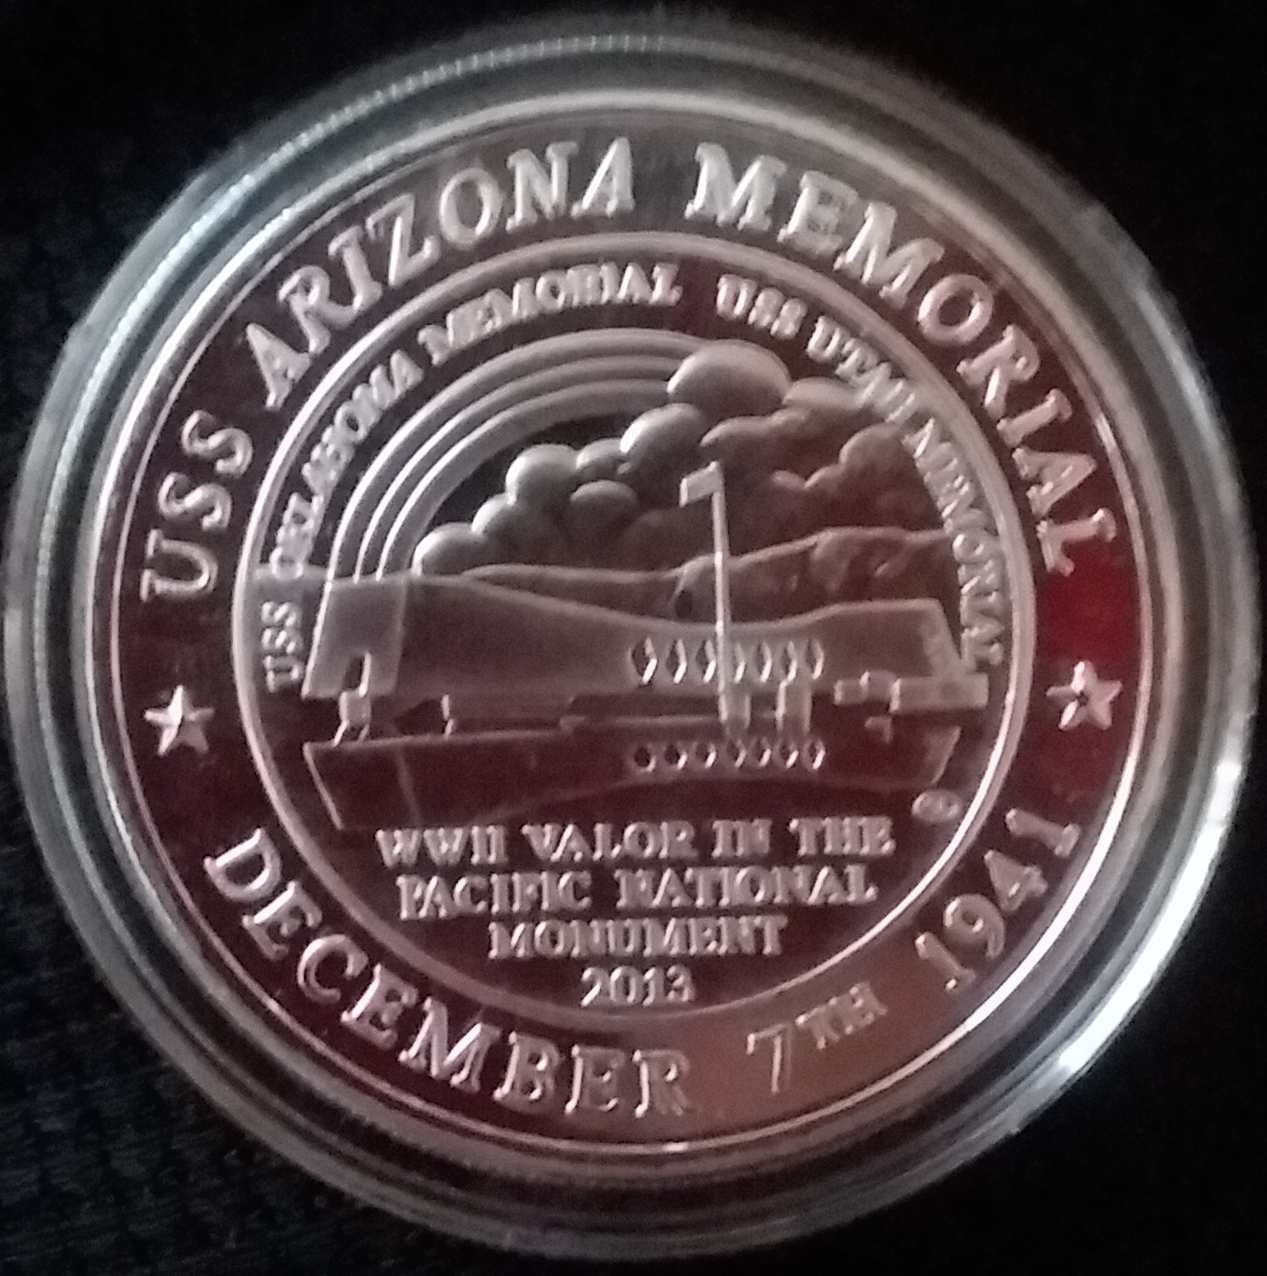 USS ARIZONA MEMORIAL
USS OKLAHOMA MEMORIAL USS UTAH MEMORIAL
WWII VALOR IN THE
PACIFIC NATIONAL
MONUMENT
2013
DECEMBER 7TH 1941